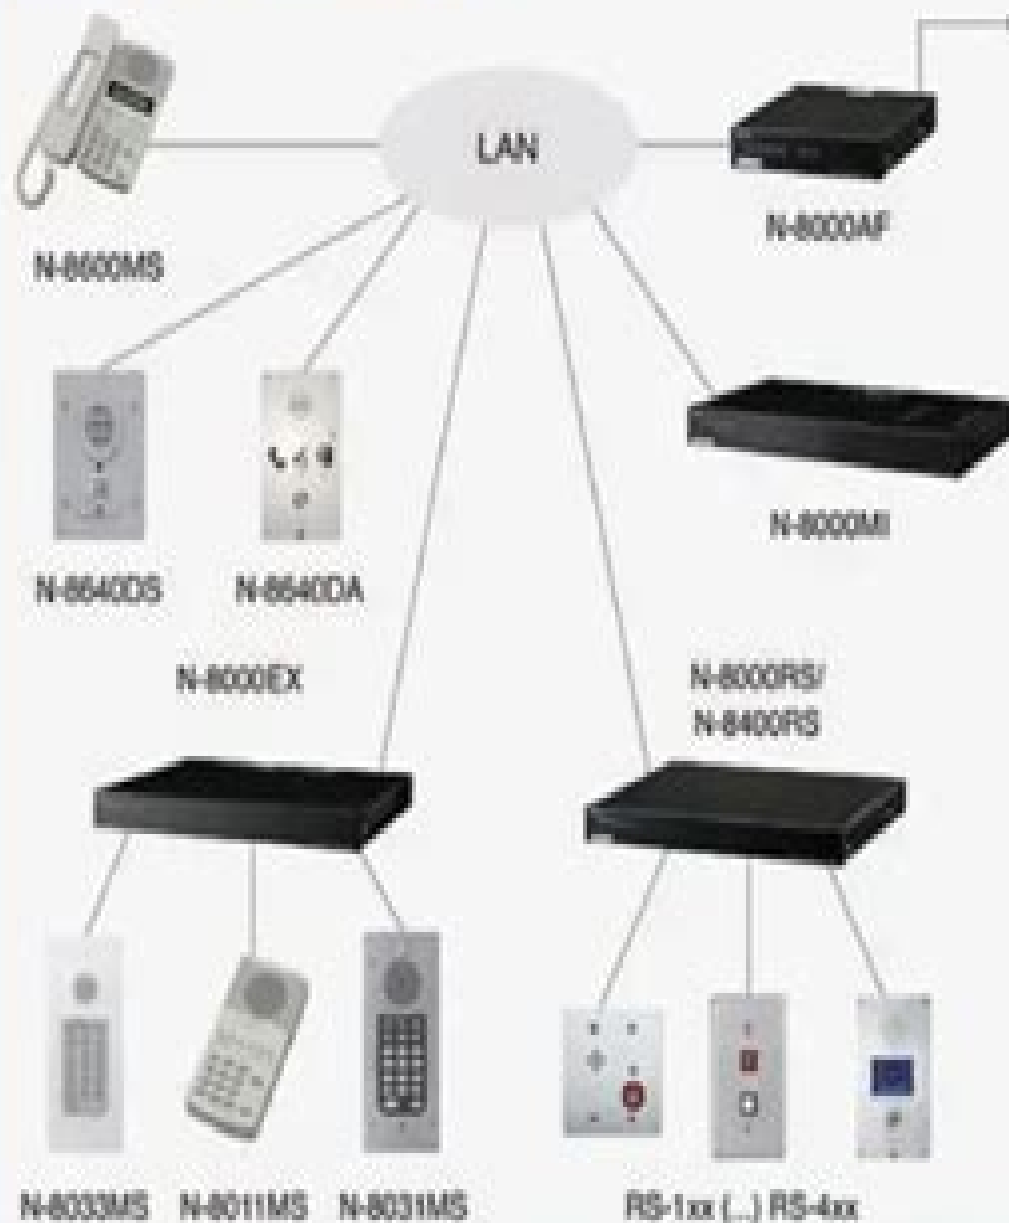 LAN
N-8000AF
N-8600MS
N-8000MI
N-8640DS
N-8640DA
N-8000EX
N-8000RS/
N-8400RS
N-8033MS
N-8011MS
N-8031MS
RS-1xx (...) RS-4xx